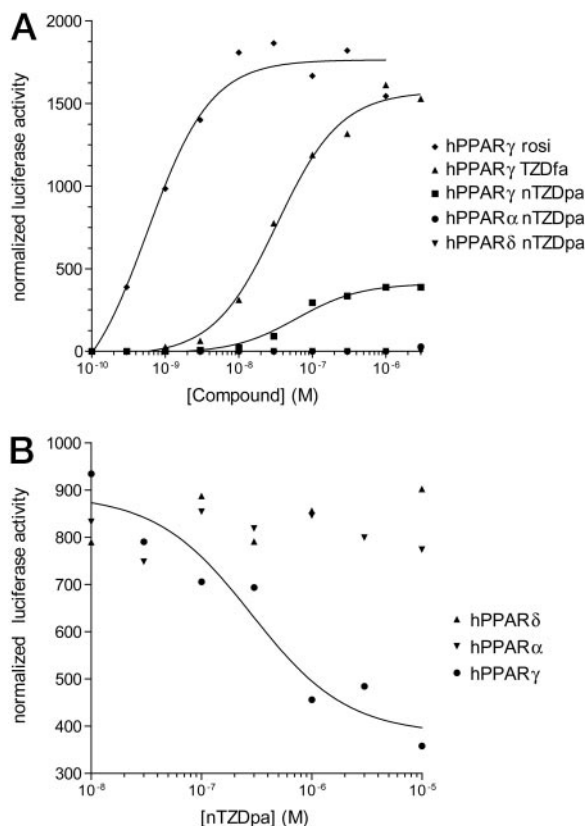 A
normalized luciferase activity
2000
1500
1000
500
0
10⁻¹⁰
10⁻⁹
10⁻⁸
10⁻⁷
10⁻⁶
[Compound] (M)
hPPARγ rosi
hPPARγ TZDfa
hPPARγ nTZDpa
hPPARα nTZDpa
hPPARδ nTZDpa
B
normalized luciferase activity
1000
900
800
700
600
500
400
300
10⁻⁸
10⁻⁷
10⁻⁶
10⁻⁵
[nTZDpa] (M)
hPPARδ
hPPARα
hPPARγ